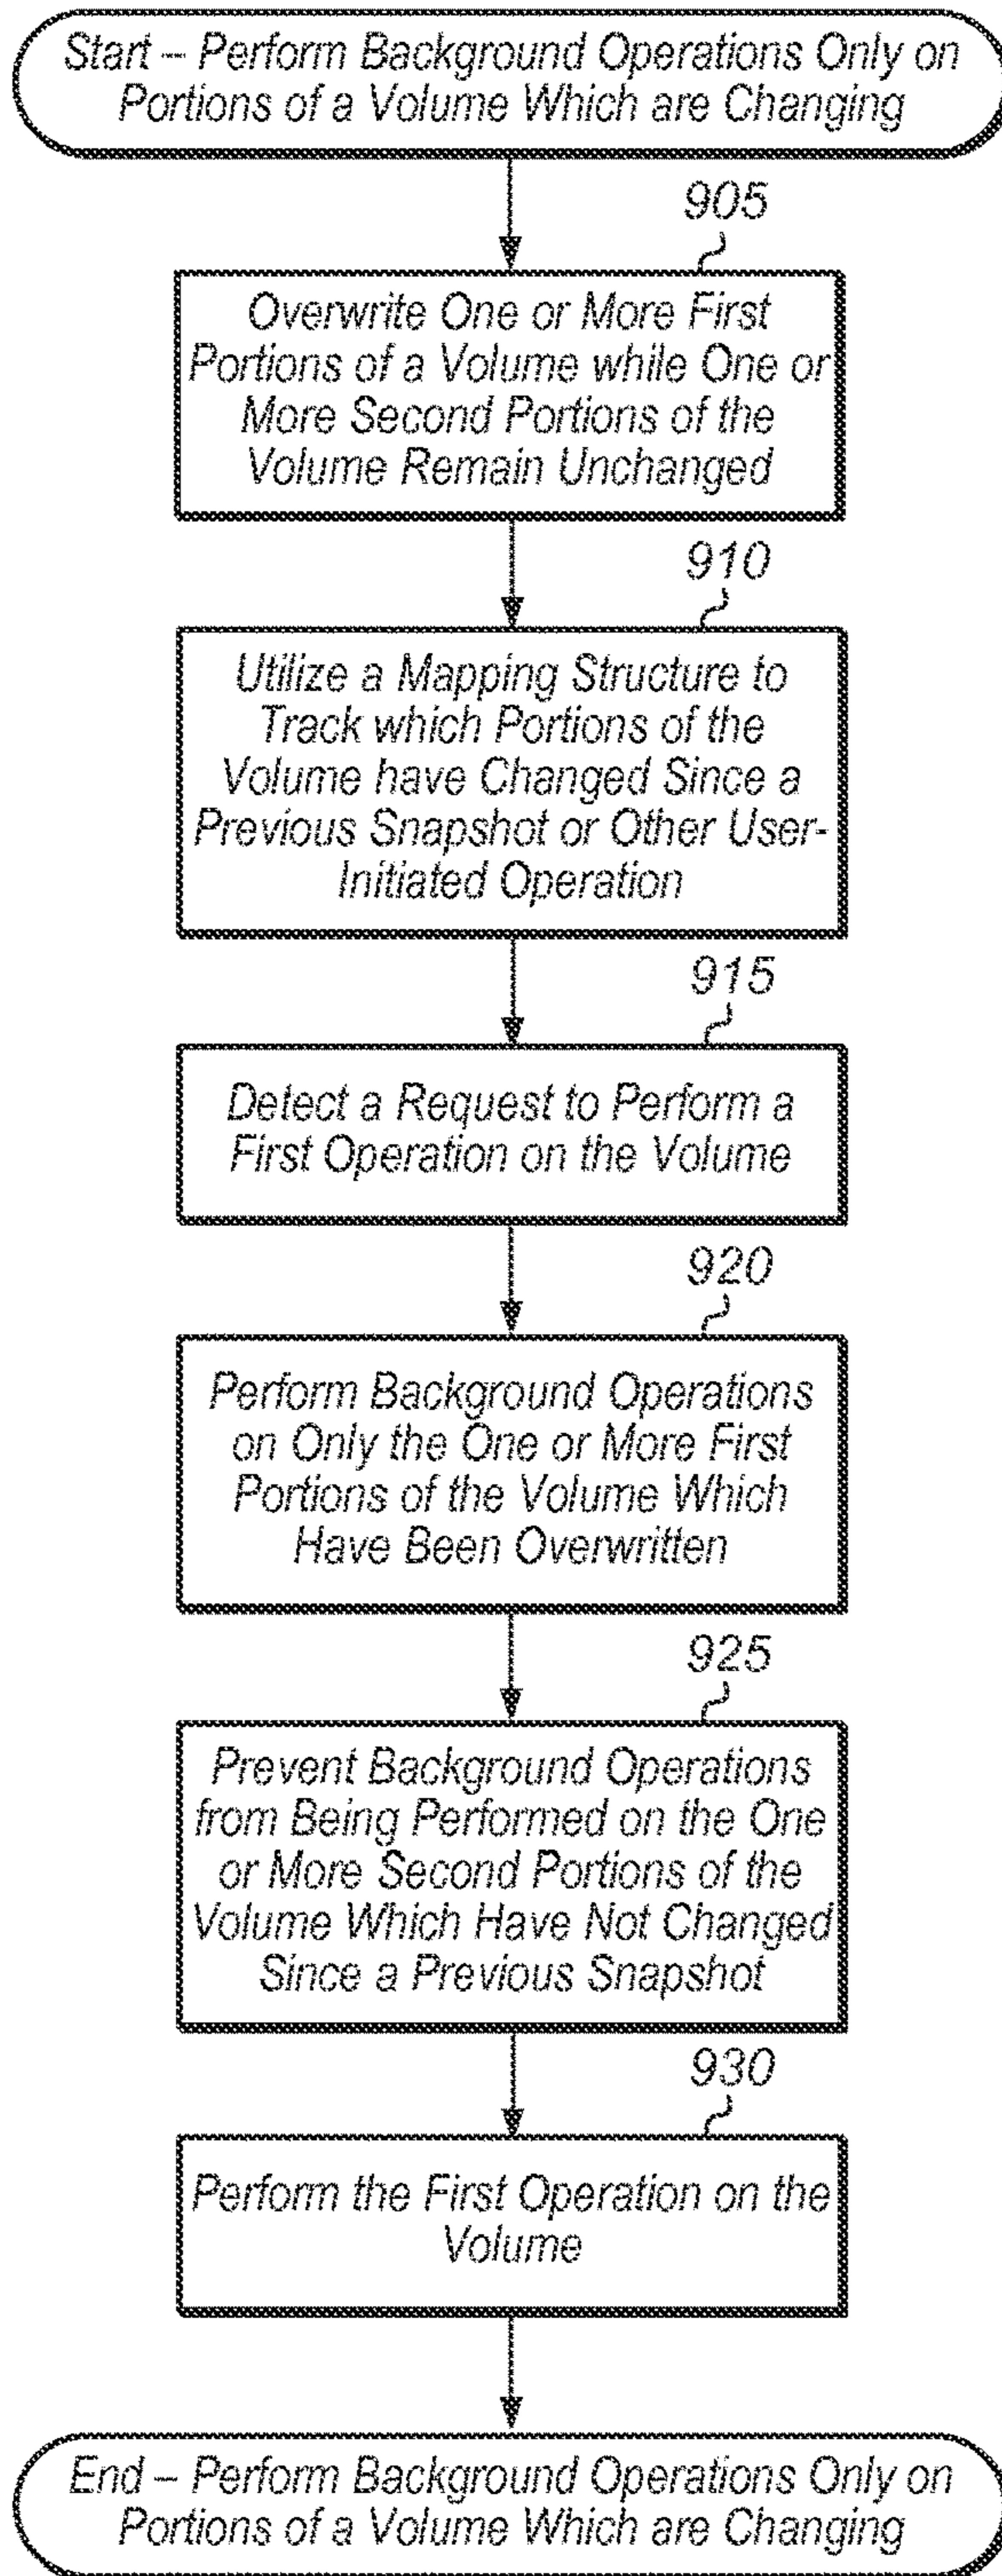 Start – Perform Background Operations Only on
Portions of a Volume Which are Changing
905
Overwrite One or More First
Portions of a Volume while One or
More Second Portions of the
Volume Remain Unchanged
910
Utilize a Mapping Structure to
Track which Portions of the
Volume have Changed Since a
Previous Snapshot or Other User-
Initiated Operation
915
Detect a Request to Perform a
First Operation on the Volume
920
Perform Background Operations
on Only the One or More First
Portions of the Volume Which
Have Been Overwritten
925
Prevent Background Operations
from Being Performed on the One
or More Second Portions of the
Volume Which Have Not Changed
Since a Previous Snapshot
930
Perform the First Operation on the
Volume
End – Perform Background Operations Only on
Portions of a Volume Which are Changing